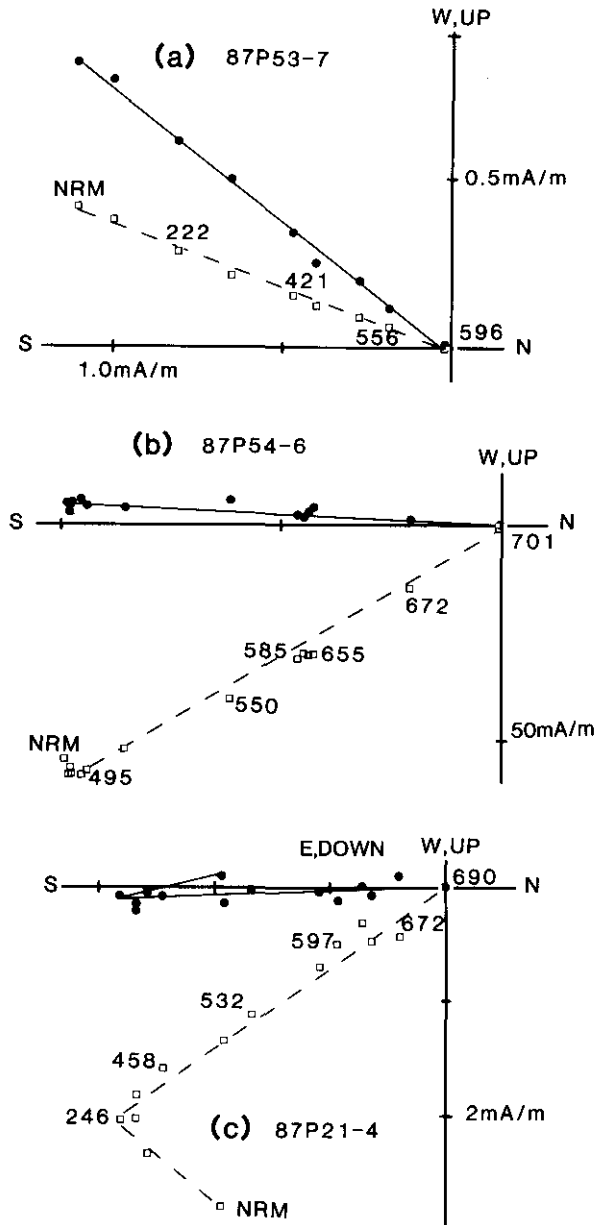 W,UP
(a) 87P53-7
0.5mA/m
NRM
222
421
556
596
S
N
1.0mA/m
(b) 87P54-6
W,UP
S
N
701
672
585
655
550
NRM
495
50mA/m
E,DOWN
W,UP
S
690
N
672
597
532
458
246
(c) 87P21-4
2mA/m
NRM